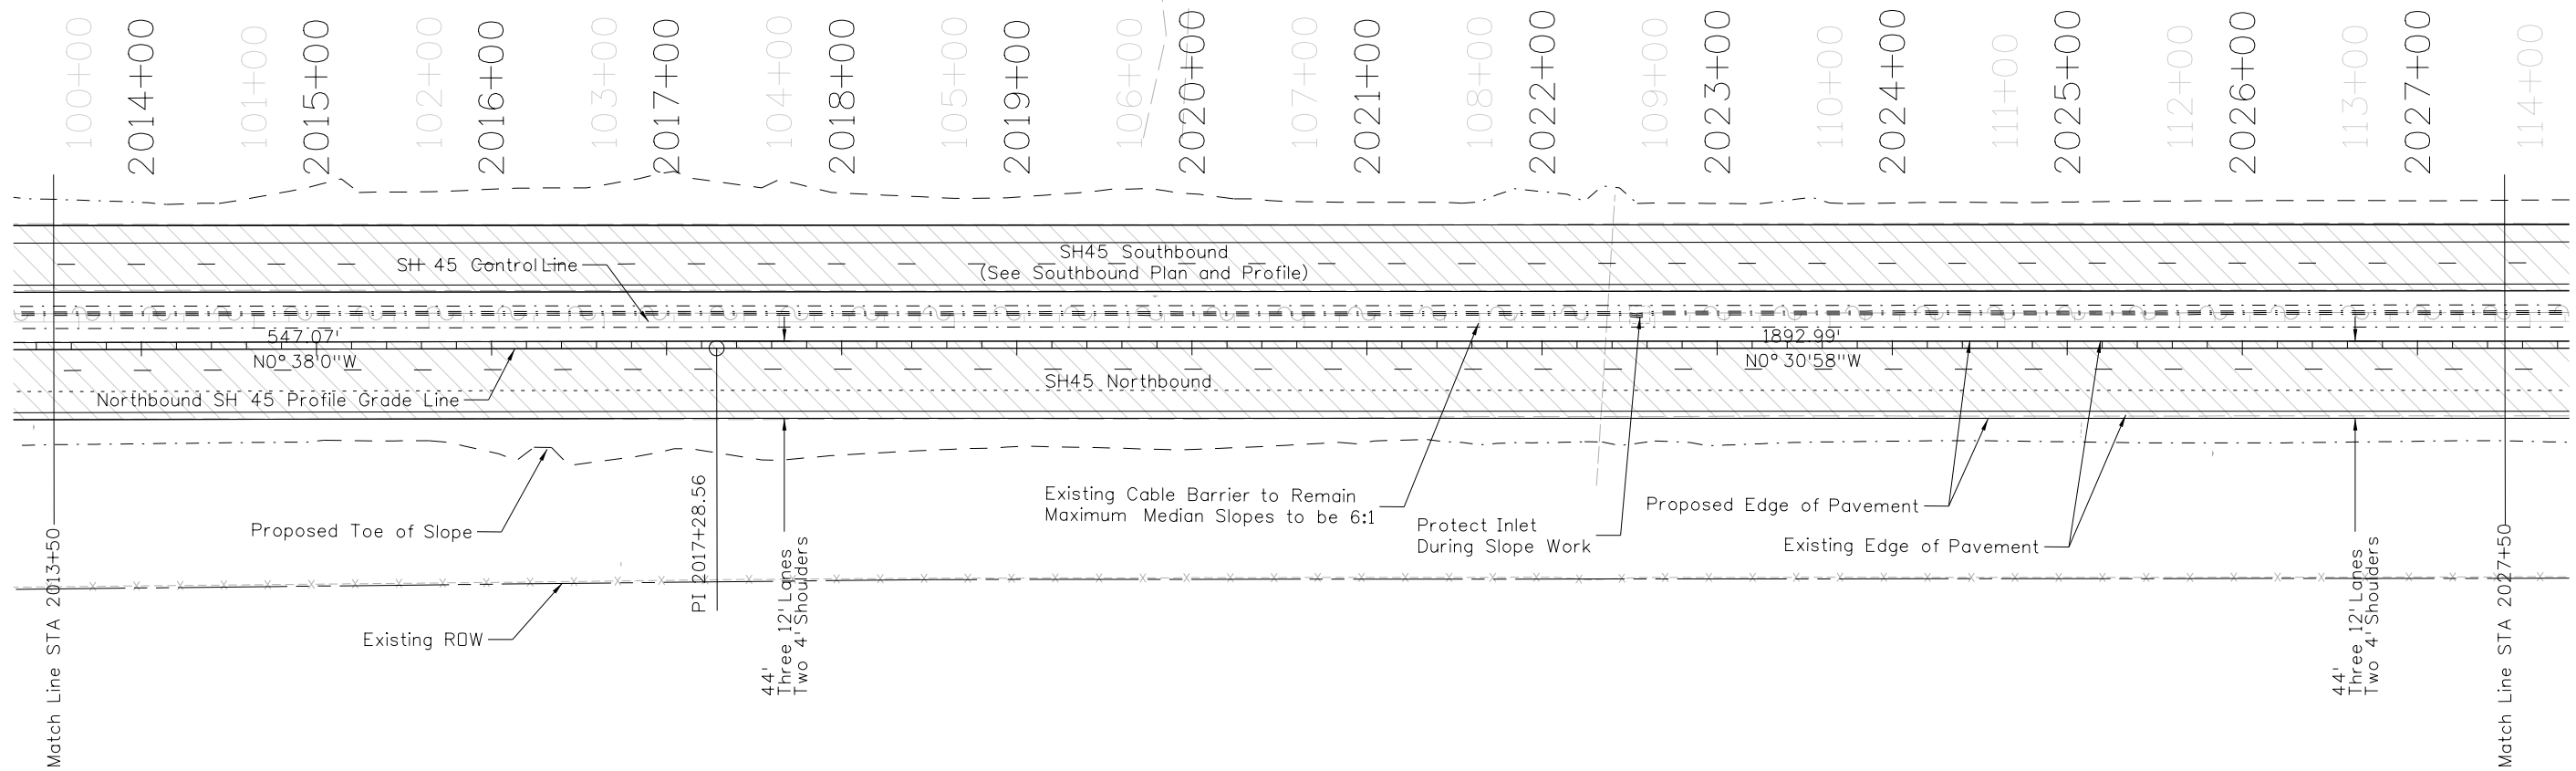 100+00
2014+00
101+00
2015+00
102+00
2016+00
103+00
2017+00
104+00
2018+00
105+00
2019+00
106+00
2020+00
107+00
2021+00
108+00
2022+00
109+00
2023+00
110+00
2024+00
111+00
2025+00
112+00
2026+00
113+00
2027+00
114+00
SH45 Southbound
(See Southbound Plan and Profile)
SH 45 Control Line
547.07'
N0°38'0"W
1892.99'
N0°30'58"W
SH45 Northbound
Northbound SH 45 Profile Grade Line
Proposed Toe of Slope
Existing ROW
Match Line STA 2013+50
PI 2017+28.56
44'
Three 12' Lanes
Two 4' Shoulders
Existing Cable Barrier to Remain
Maximum Median Slopes to be 6:1
Protect Inlet
During Slope Work
Proposed Edge of Pavement
Existing Edge of Pavement
44'
Three 12' Lanes
Two 4' Shoulders
Match Line STA 2027+50